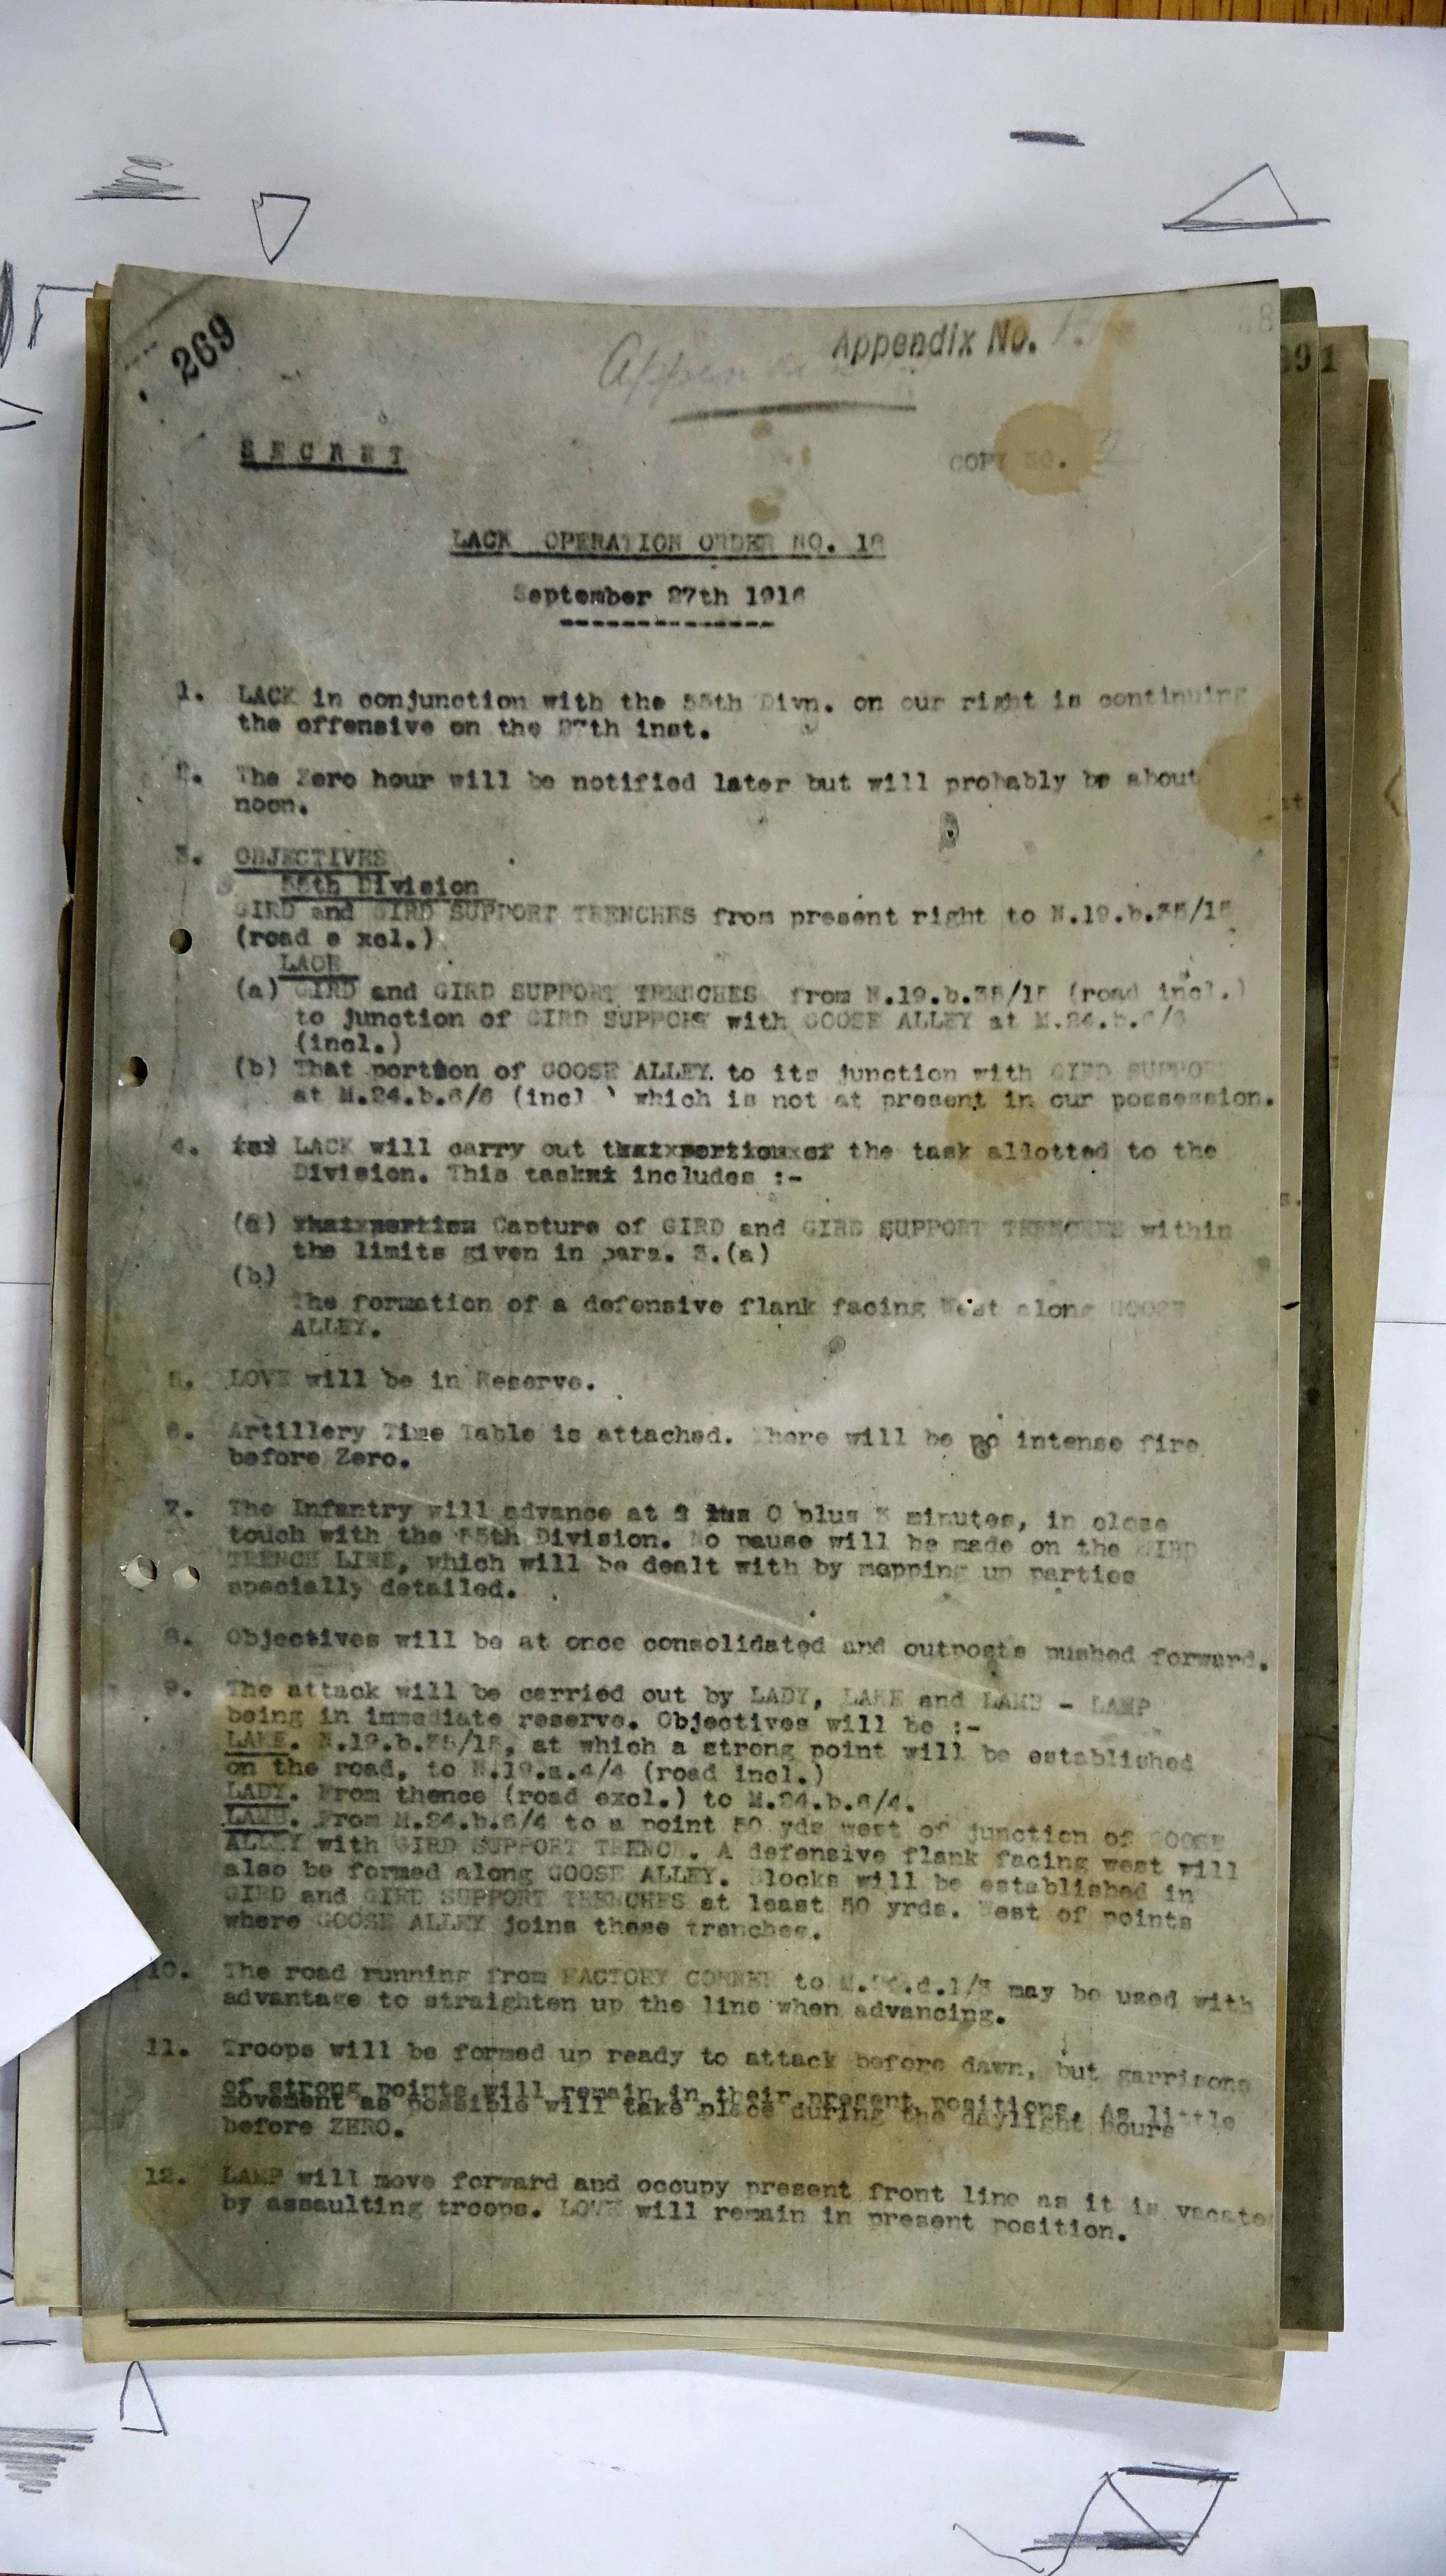 269
Appendix No.
SECRET
COPY NO.
LACK OPERATION ORDER NO. 18
September 27th 1916
1. LACK in conjunction with the 55th Divn. on our right is continuing
the offensive on the 27th inst.
2. The Zero hour will be notified later but will probably be about
noon.
3. OBJECTIVES
55th Division
GIRD and GIRD SUPPORT TRENCHES from present right to N.19.b.35/15
(road e xcl.)
LACK
(a) GIRD and GIRD SUPPORT TRENCHES from N.19.b.35/15 (road incl.)
to junction of GIRD SUPPORT with GOOSE ALLEY at M.24.b.6/6
(incl.)
(b) That portion of GOOSE ALLEY. to its junction with GIRD SUPPORT
at M.24.b.6/6 (incl ) which is not at present in our possession.
4. LACK will carry out the task allotted to the
Division. This task includes :-
(a) Capture of GIRD and GIRD SUPPORT TRENCHES within
the limits given in para. 3.(a)
(b)
The formation of a defensive flank facing West along GOOSE
ALLEY.
5. LOVE will be in Reserve.
6. Artillery Time Table is attached. There will be no intense fire
before Zero.
7. The Infantry will advance at O plus minutes, in close
touch with the 55th Division. No pause will be made on the GIRD
TRENCH LINE, which will be dealt with by mopping up parties
specially detailed.
8. Objectives will be at once consolidated and outposts pushed forward.
9. The attack will be carried out by LADY, LAKE and LAMB - LAMP
being in immediate reserve. Objectives will be :-
LAKE. N.19.b.35/15, at which a strong point will be established
on the road, to N.19.a.4/4 (road incl.)
LADY. From thence (road excl.) to M.24.b.6/4.
LAMB. From M.24.b.6/4 to a point 50 yds west of junction of GOOSE
ALLEY with GIRD SUPPORT TRENCH. A defensive flank facing west will
also be formed along GOOSE ALLEY. Blocks will be established in
GIRD and GIRD SUPPORT TRENCHES at least 50 yrds. West of points
where GOOSE ALLEY joins these trenches.
10. The road running from FACTORY CORNER to may be used with
advantage to straighten up the line when advancing.
11. Troops will be formed up ready to attack before dawn, but garrisons
of strong points will remain in their present positions. As little
movement as possible will take place during the daylight hours
before ZERO.
12. LAMP will move forward and occupy present front line as it is vacate
by assaulting troops. LOVE will remain in present position.